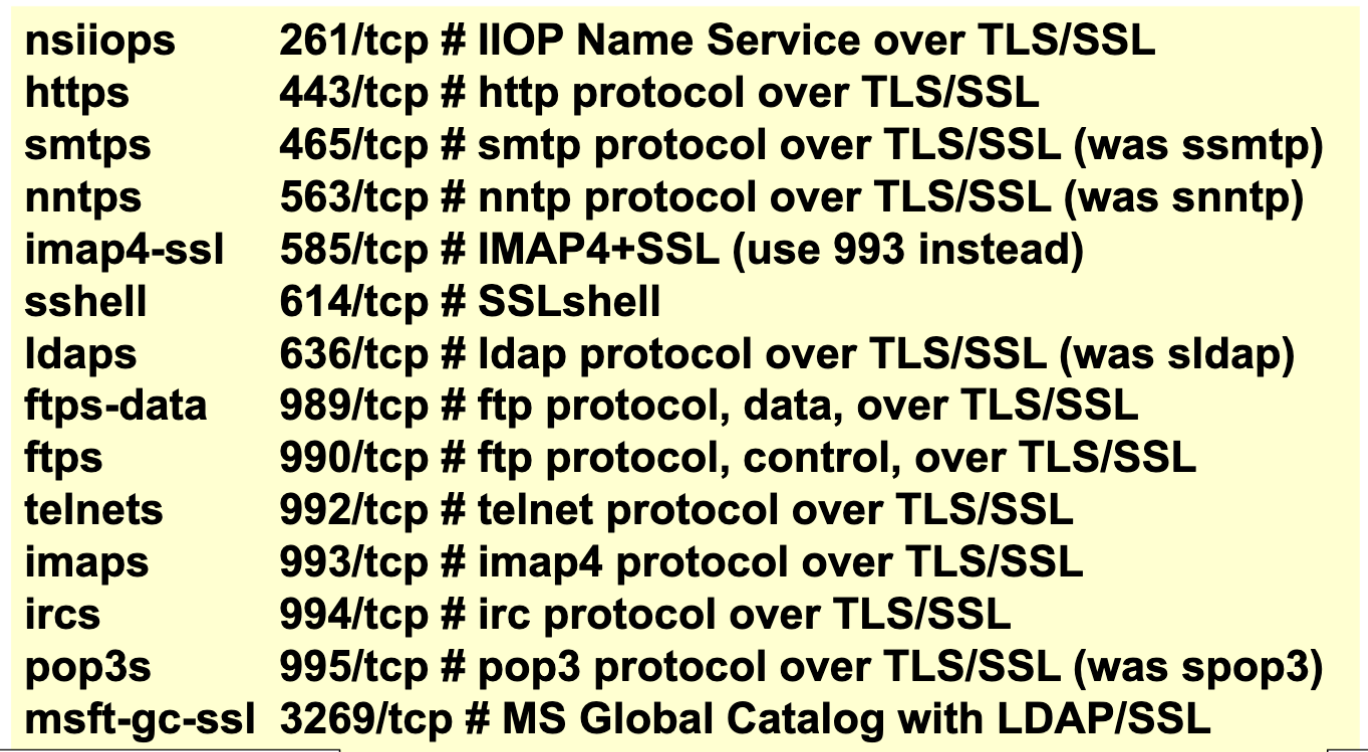 nsiiops 261/tcp # IIOP Name Service over TLS/SSL
https 443/tcp # http protocol over TLS/SSL
smtps 465/tcp # smtp protocol over TLS/SSL (was ssmtp)
nntps 563/tcp # nntp protocol over TLS/SSL (was snntp)
imap4-ssl 585/tcp # IMAP4+SSL (use 993 instead)
sshell 614/tcp # SSLshell
ldaps 636/tcp # ldap protocol over TLS/SSL (was sldap)
ftps-data 989/tcp # ftp protocol, data, over TLS/SSL
ftps 990/tcp # ftp protocol, control, over TLS/SSL
telnets 992/tcp # telnet protocol over TLS/SSL
imaps 993/tcp # imap4 protocol over TLS/SSL
ircs 994/tcp # irc protocol over TLS/SSL
pop3s 995/tcp # pop3 protocol over TLS/SSL (was spop3)
msft-gc-ssl 3269/tcp # MS Global Catalog with LDAP/SSL